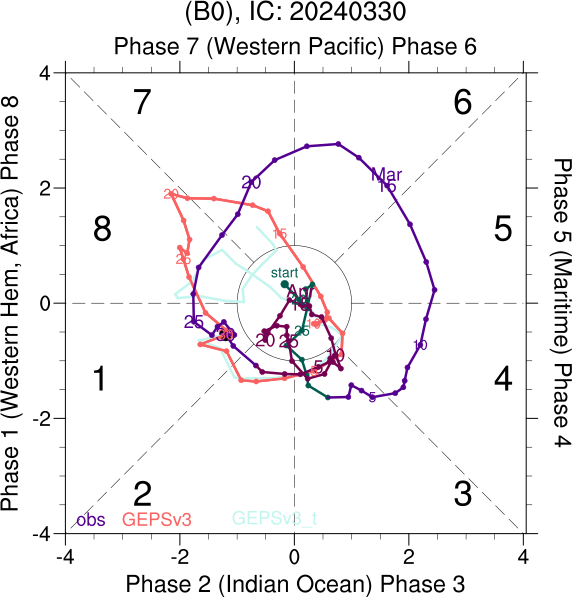 (B0), IC: 20240330
Phase 7 (Western Pacific) Phase 6
4
2
0
-2
-4
-4
-2
0
2
4
Phase 1 (Western Hem, Africa) Phase 8
Phase 5 (Maritime) Phase 4
Phase 2 (Indian Ocean) Phase 3
7
6
8
5
1
4
2
3
20
Mar
15
20
15
25
start
Apr
25
20
25
10
5
5
obs
GEPSv3
GEPSv3_t